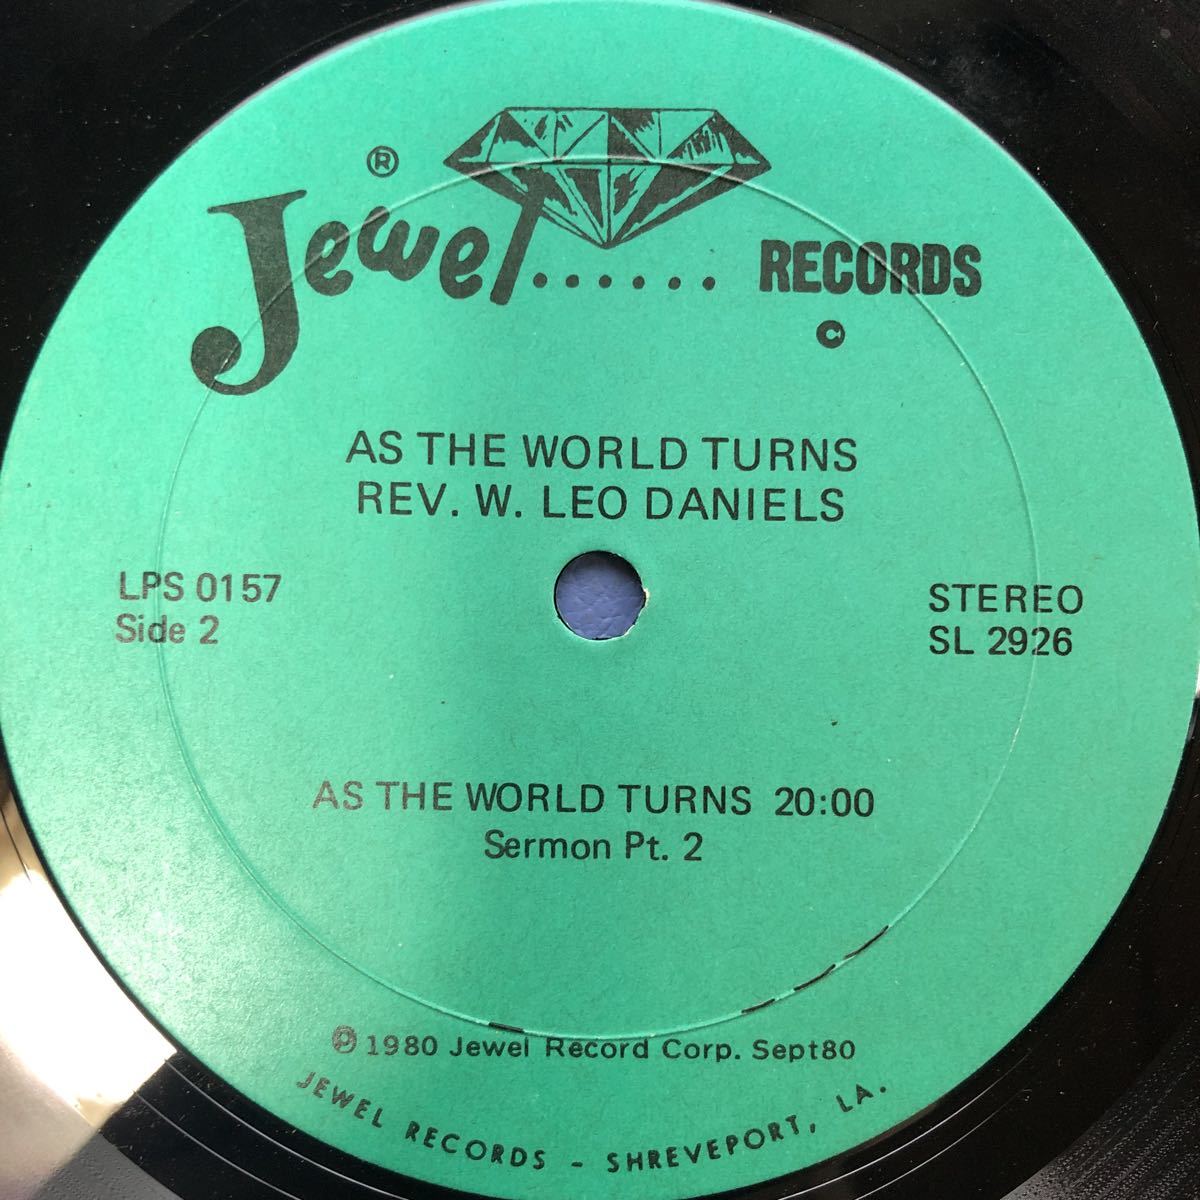 ®
Jewel...... RECORDS
©
AS THE WORLD TURNS
REV. W. LEO DANIELS
LPS 0157
Side 2
STEREO
SL 2926
AS THE WORLD TURNS 20:00
Sermon Pt. 2
℗1980 Jewel Record Corp. Sept80
JEWEL RECORDS - SHREVEPORT, LA.